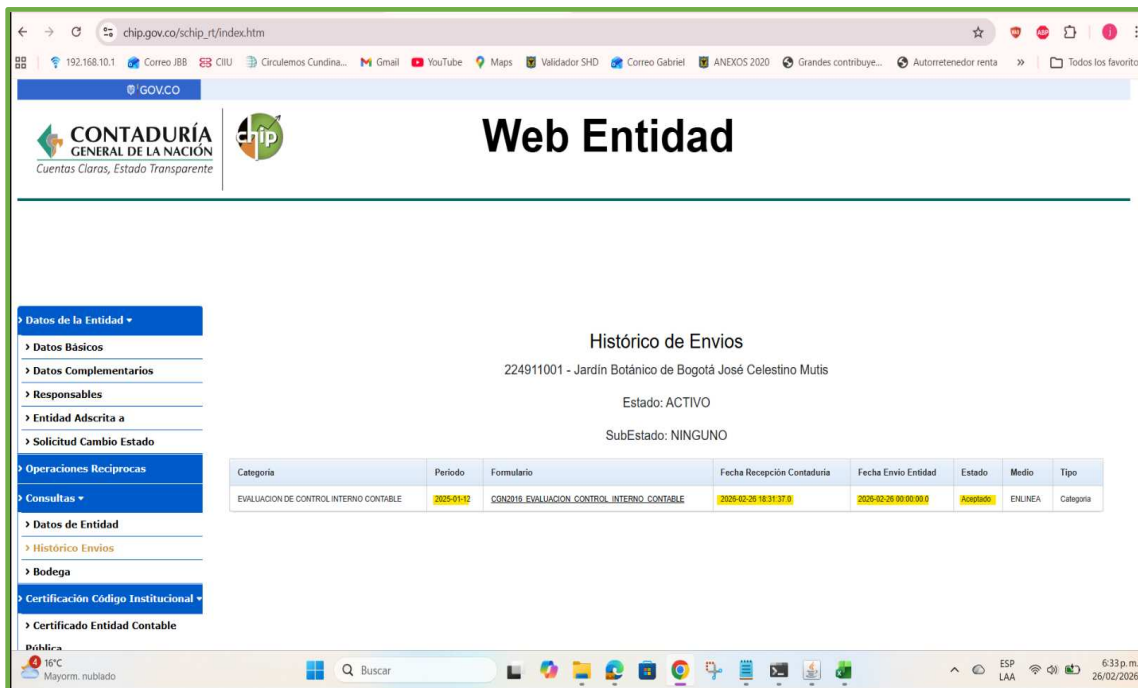 chip.gov.co/schip_rt/index.htm
192.168.10.1 Correo JBB CIIU Circulemos Cundina... Gmail YouTube Maps Validador SHD Correo Gabriel ANEXOS 2020 Grandes contribuye... Autorretenedor renta » Todos los favoritos
GOV.CO
CONTADURÍA
GENERAL DE LA NACIÓN
Cuentas Claras, Estado Transparente
chip
Web Entidad
Datos de la Entidad
Datos Básicos
Datos Complementarios
Responsables
Entidad Adscrita a
Solicitud Cambio Estado
Operaciones Reciprocas
Consultas
Datos de Entidad
Histórico Envios
Bodega
Certificación Código Institucional
Certificado Entidad Contable
Pública
Histórico de Envios
224911001 - Jardín Botánico de Bogotá José Celestino Mutis
Estado: ACTIVO
SubEstado: NINGUNO
Categoría Periodo Formulario Fecha Recepción Contaduría Fecha Envio Entidad Estado Medio Tipo
EVALUACION DE CONTROL INTERNO CONTABLE 2025-01-12 CGN2016_EVALUACION_CONTROL_INTERNO_CONTABLE 2026-02-26 18:31:37.0 2026-02-26 00:00:00.0 Aceptado ENLINEA Categoria
4
16°C
Mayorm. nublado
Buscar
ESP
LAA
6:33 p.m.
26/02/2026